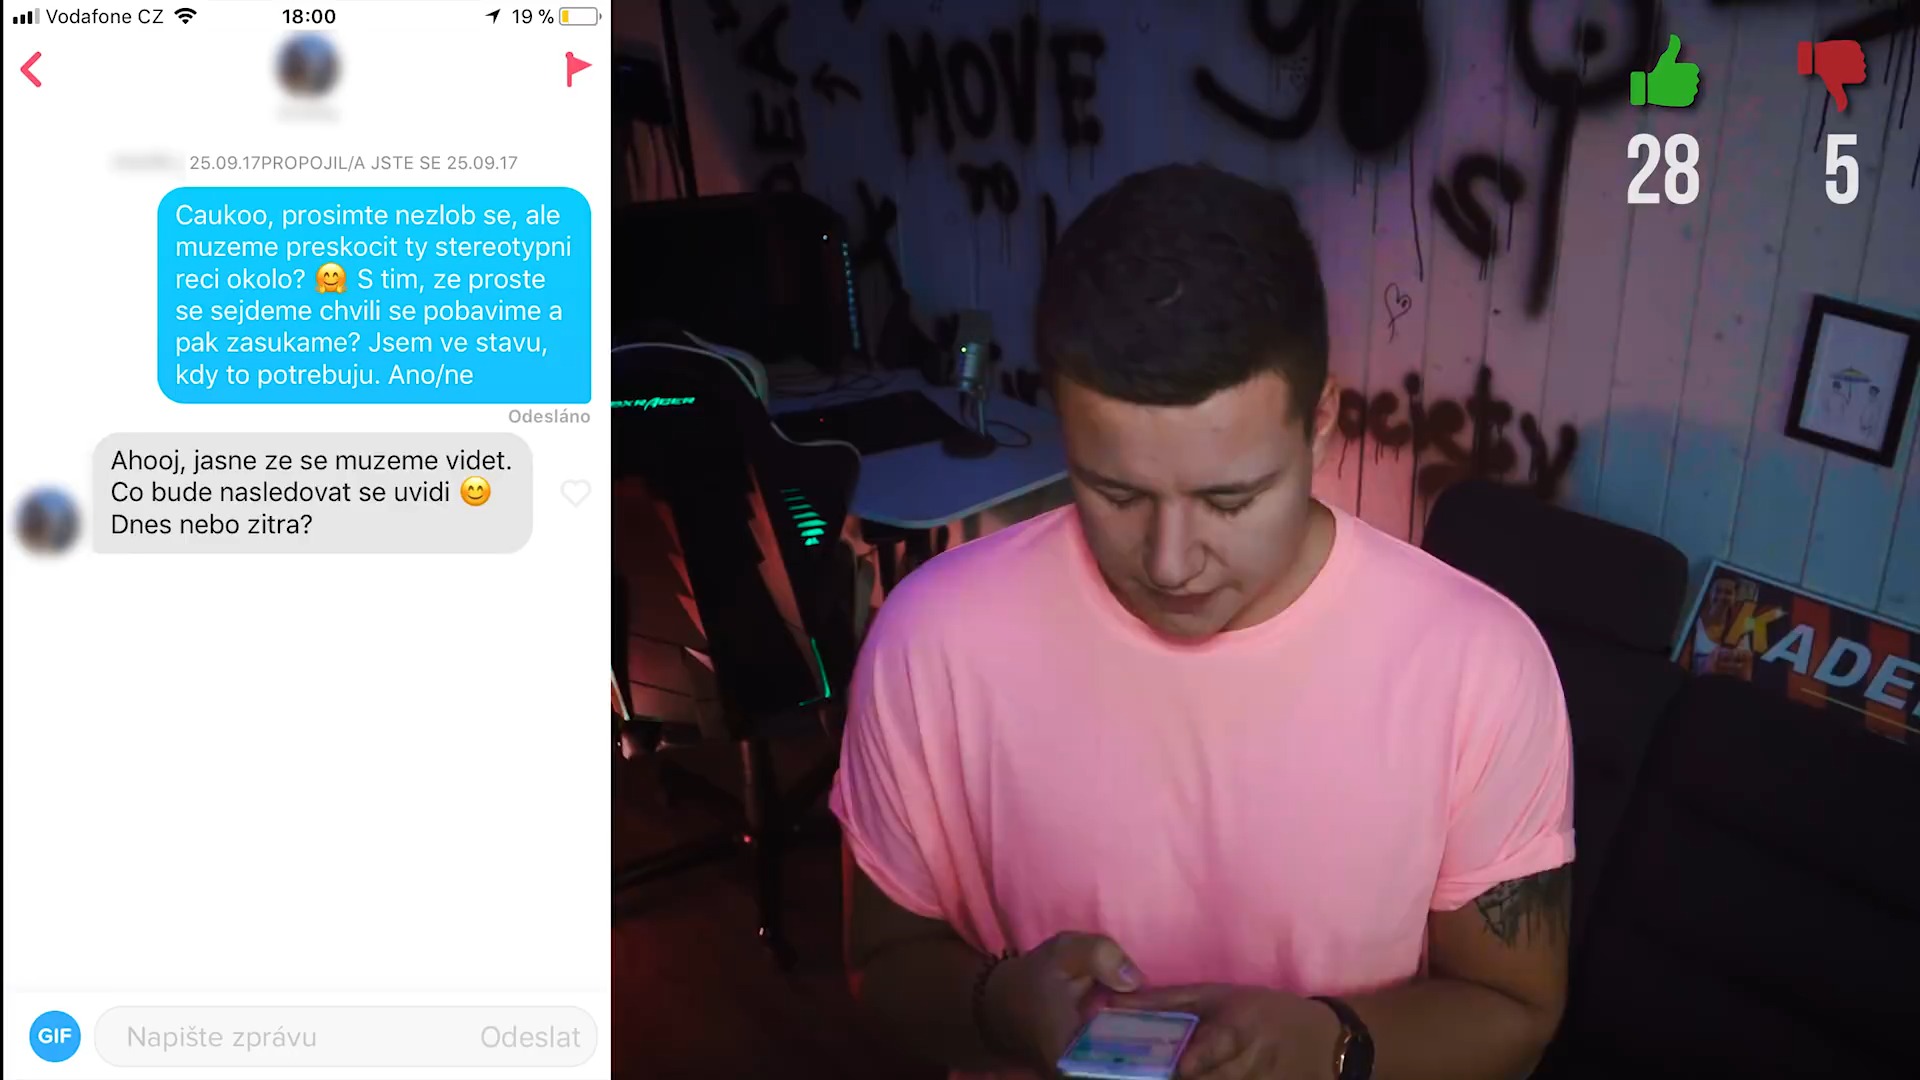 Vodafone CZ
18:00
19 %
25.09.17PROPOJIL/A JSTE SE 25.09.17
Caukoo, prosimte nezlob se, ale
muzeme preskocit ty stereotypni
reci okolo? 🤗 S tim, ze proste
se sejdeme chvili se pobavime a
pak zasukame? Jsem ve stavu,
kdy to potrebuju. Ano/ne
Odesláno
Ahooj, jasne ze se muzeme videt.
Co bude nasledovat se uvidi 😊
Dnes nebo zitra?
GIF
Napište zprávu
Odeslat
28
5
MOVE
TO
KADE